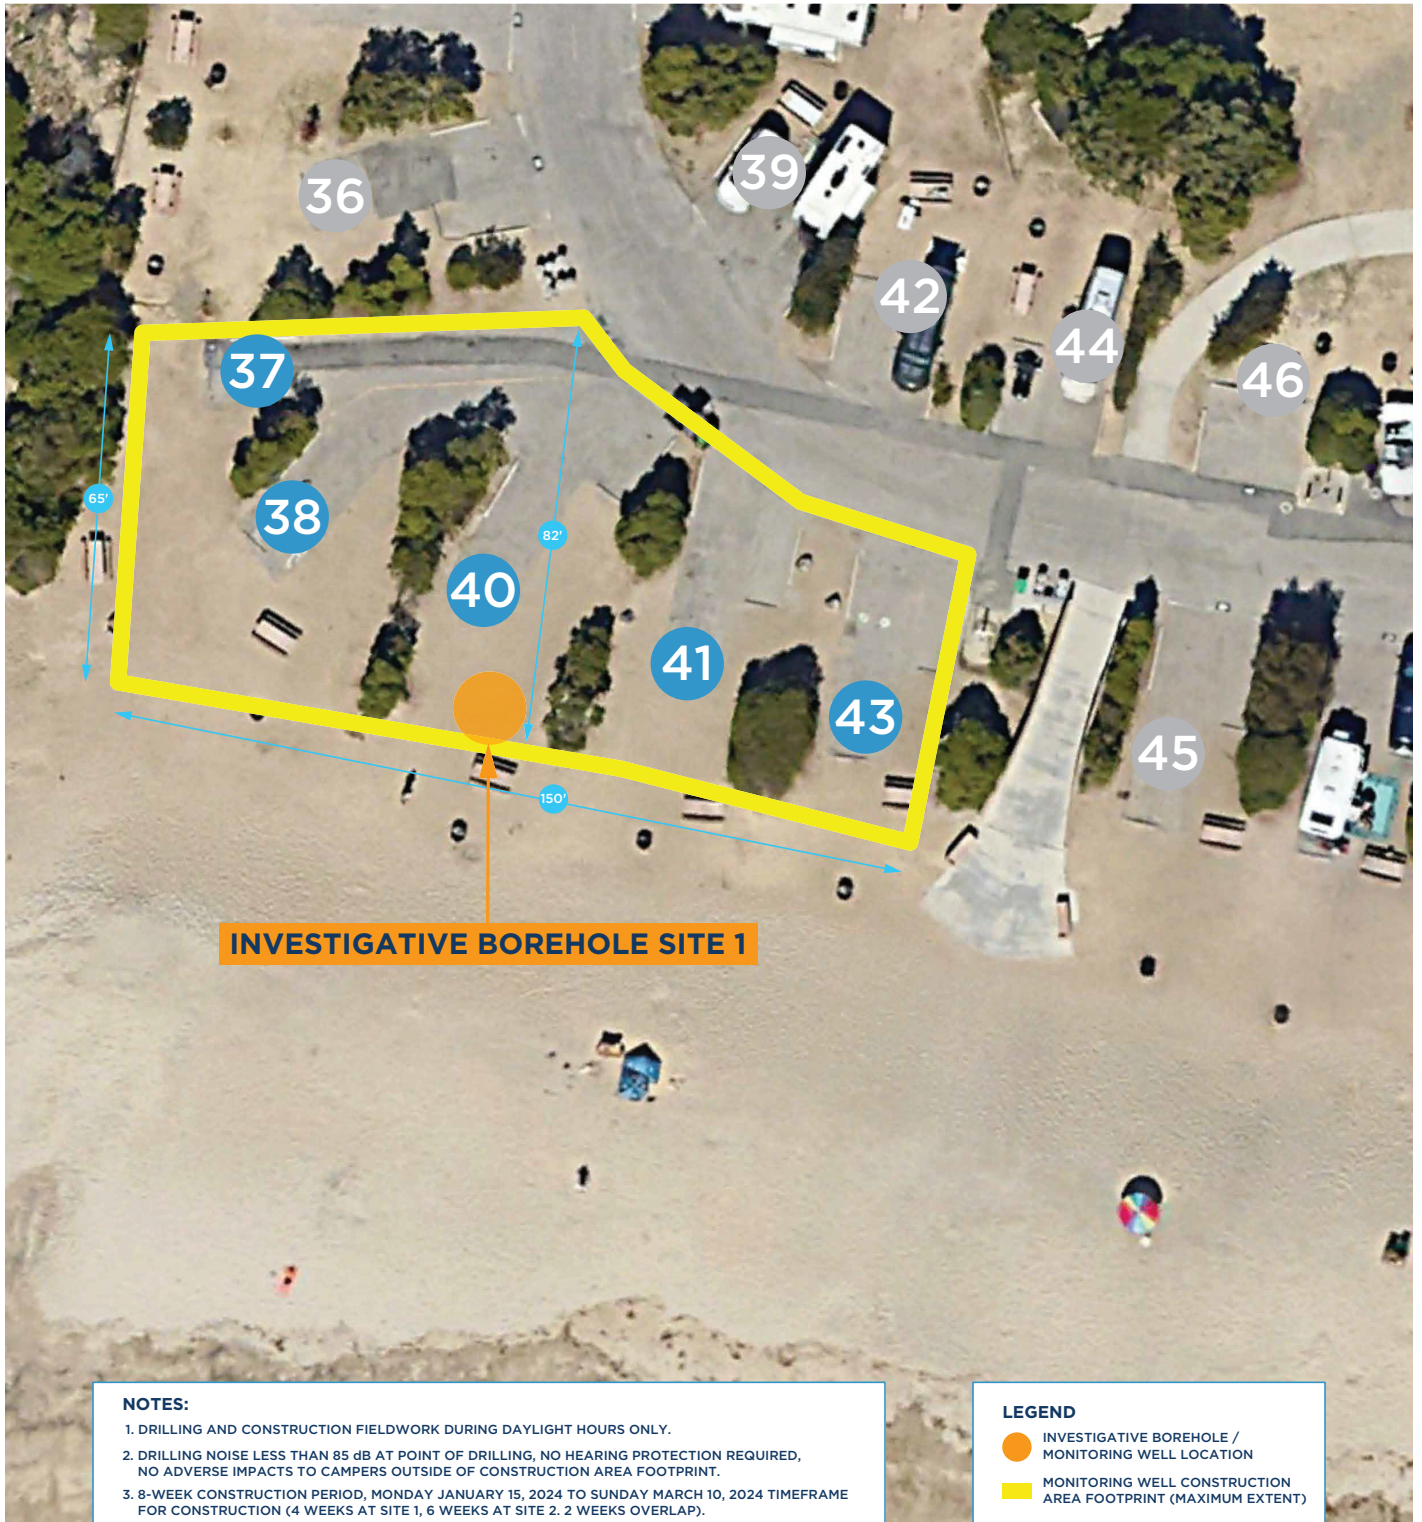 36
39
42
44
46
37
65'
38
82'
40
41
43
45
150'
INVESTIGATIVE BOREHOLE SITE 1
NOTES:
1. DRILLING AND CONSTRUCTION FIELDWORK DURING DAYLIGHT HOURS ONLY.
2. DRILLING NOISE LESS THAN 85 dB AT POINT OF DRILLING, NO HEARING PROTECTION REQUIRED,
NO ADVERSE IMPACTS TO CAMPERS OUTSIDE OF CONSTRUCTION AREA FOOTPRINT.
3. 8-WEEK CONSTRUCTION PERIOD, MONDAY JANUARY 15, 2024 TO SUNDAY MARCH 10, 2024 TIMEFRAME
FOR CONSTRUCTION (4 WEEKS AT SITE 1, 6 WEEKS AT SITE 2. 2 WEEKS OVERLAP).
LEGEND
INVESTIGATIVE BOREHOLE /
MONITORING WELL LOCATION
MONITORING WELL CONSTRUCTION
AREA FOOTPRINT (MAXIMUM EXTENT)